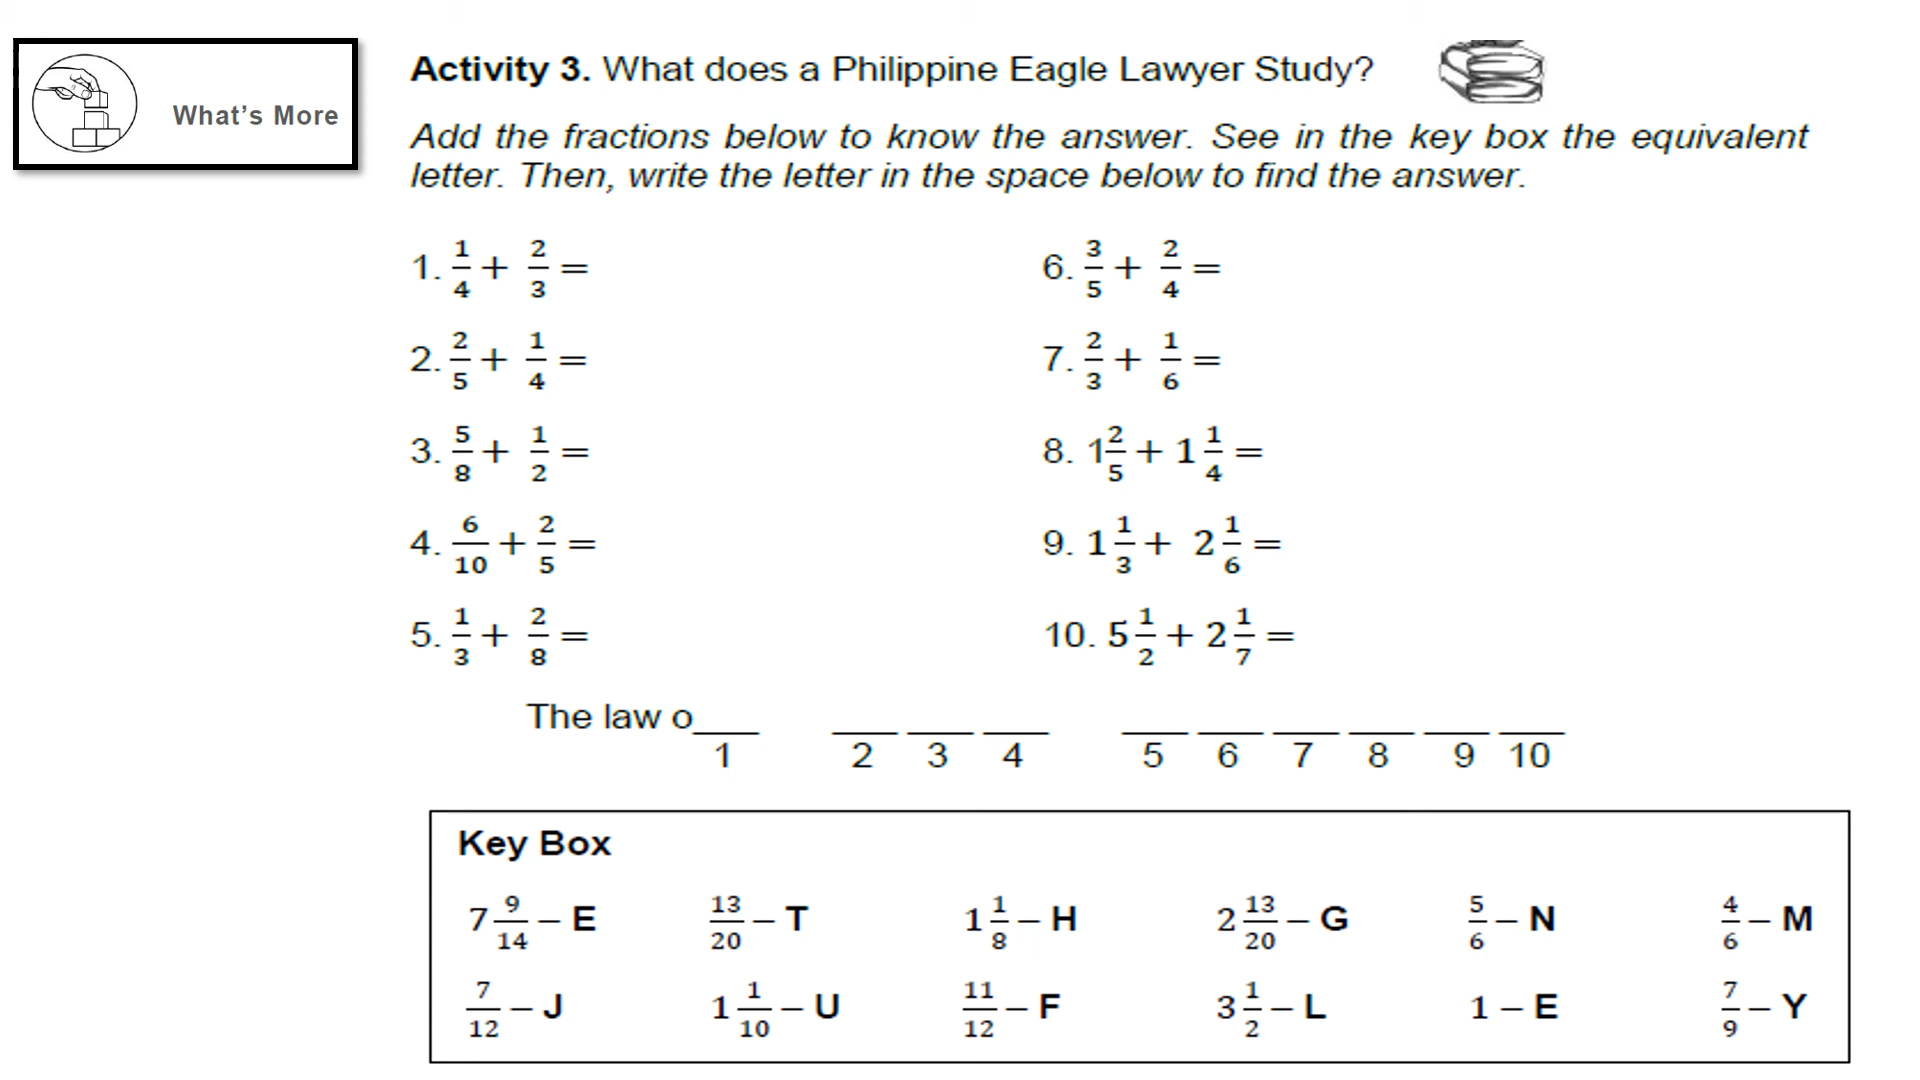 What's More
Activity 3. What does a Philippine Eagle Lawyer Study?
Add the fractions below to know the answer. See in the key box the equivalent
letter. Then, write the letter in the space below to find the answer.
1. 1/4 + 2/3 =
2. 2/5 + 1/4 =
3. 5/8 + 1/2 =
4. 6/10 + 2/5 =
5. 1/3 + 2/8 =
6. 3/5 + 2/4 =
7. 2/3 + 1/6 =
8. 1 2/5 + 1 1/4 =
9. 1 1/3 + 2 1/6 =
10. 5 1/2 + 2 1/7 =
The law o___ ___ ___ ___ ___ ___ ___ ___ ___ ___
1 2 3 4 5 6 7 8 9 10
Key Box
7 9/14 – E 13/20 – T 1 1/8 – H 2 13/20 – G 5/6 – N 4/6 – M
7/12 – J 1 1/10 – U 11/12 – F 3 1/2 – L 1 – E 7/9 – Y